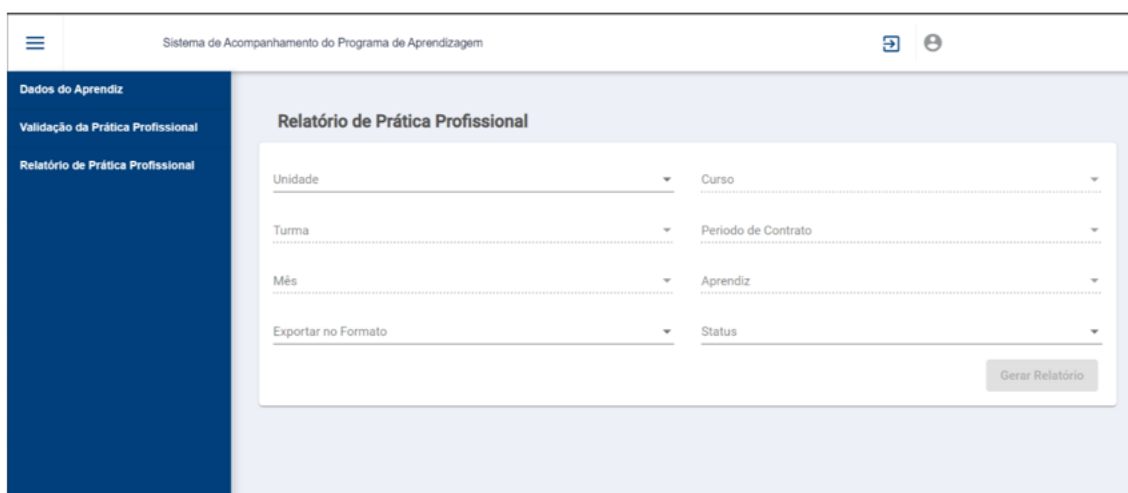 Sistema de Acompanhamento do Programa de Aprendizagem
Dados do Aprendiz
Validação da Prática Profissional
Relatório de Prática Profissional
Relatório de Prática Profissional
Unidade
Curso
Turma
Periodo de Contrato
Mês
Aprendiz
Exportar no Formato
Status
Gerar Relatório